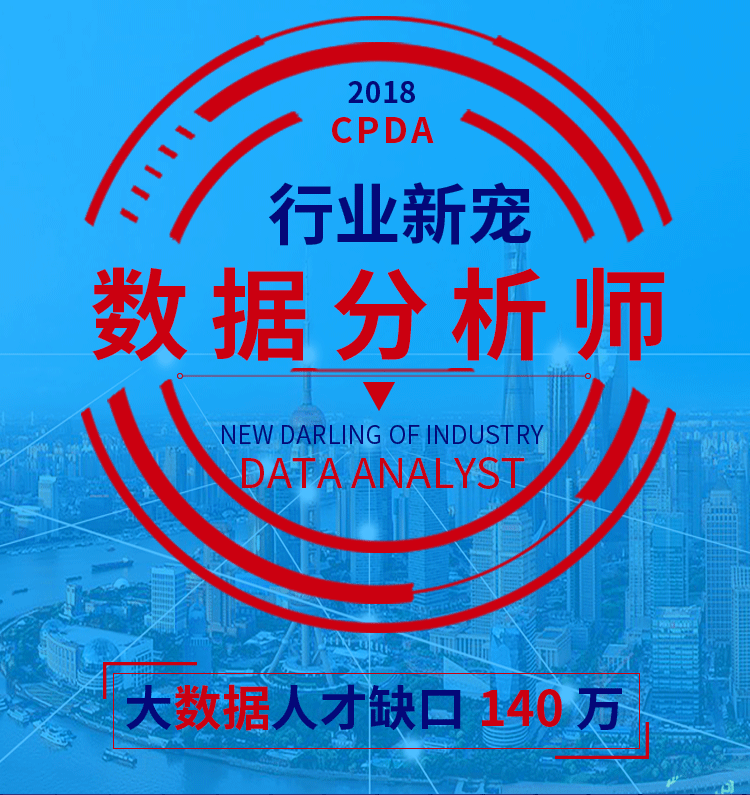 2018
CPDA
行业新宠
数据分析师
NEW DARLING OF INDUSTRY
DATA ANALYST
大数据人才缺口 140 万